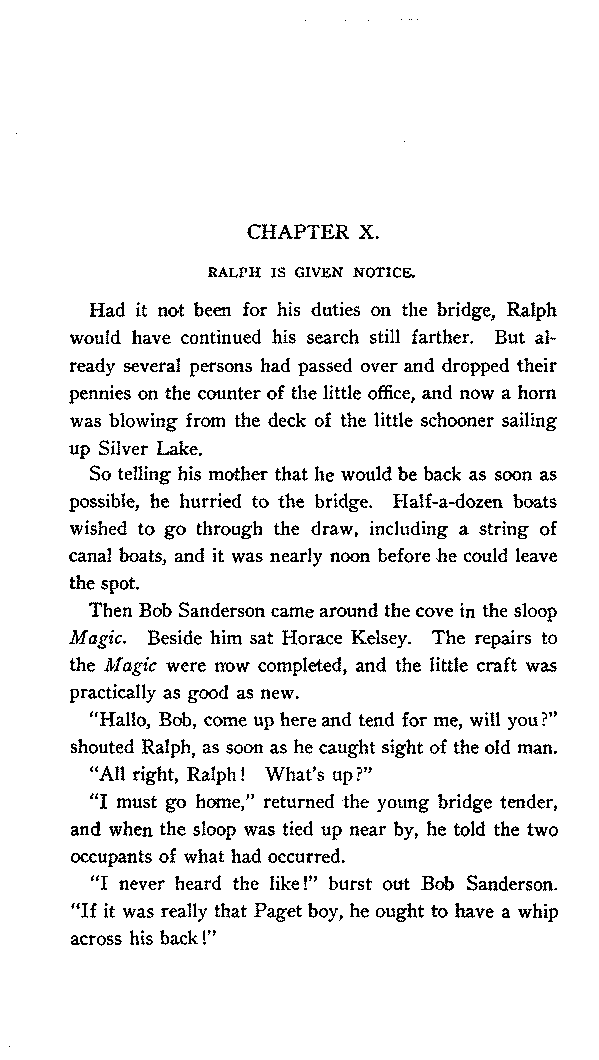 CHAPTER X.
RALPH IS GIVEN NOTICE.
Had it not been for his duties on the bridge, Ralph
would have continued his search still farther. But al-
ready several persons had passed over and dropped their
pennies on the counter of the little office, and now a horn
was blowing from the deck of the little schooner sailing
up Silver Lake.
So telling his mother that he would be back as soon as
possible, he hurried to the bridge. Half-a-dozen boats
wished to go through the draw, including a string of
canal boats, and it was nearly noon before he could leave
the spot.
Then Bob Sanderson came around the cove in the sloop
Magic. Beside him sat Horace Kelsey. The repairs to
the Magic were now completed, and the little craft was
practically as good as new.
"Hallo, Bob, come up here and tend for me, will you?"
shouted Ralph, as soon as he caught sight of the old man.
"All right, Ralph! What's up?"
"I must go home," returned the young bridge tender,
and when the sloop was tied up near by, he told the two
occupants of what had occurred.
"I never heard the like!" burst out Bob Sanderson.
"If it was really that Paget boy, he ought to have a whip
across his back!"